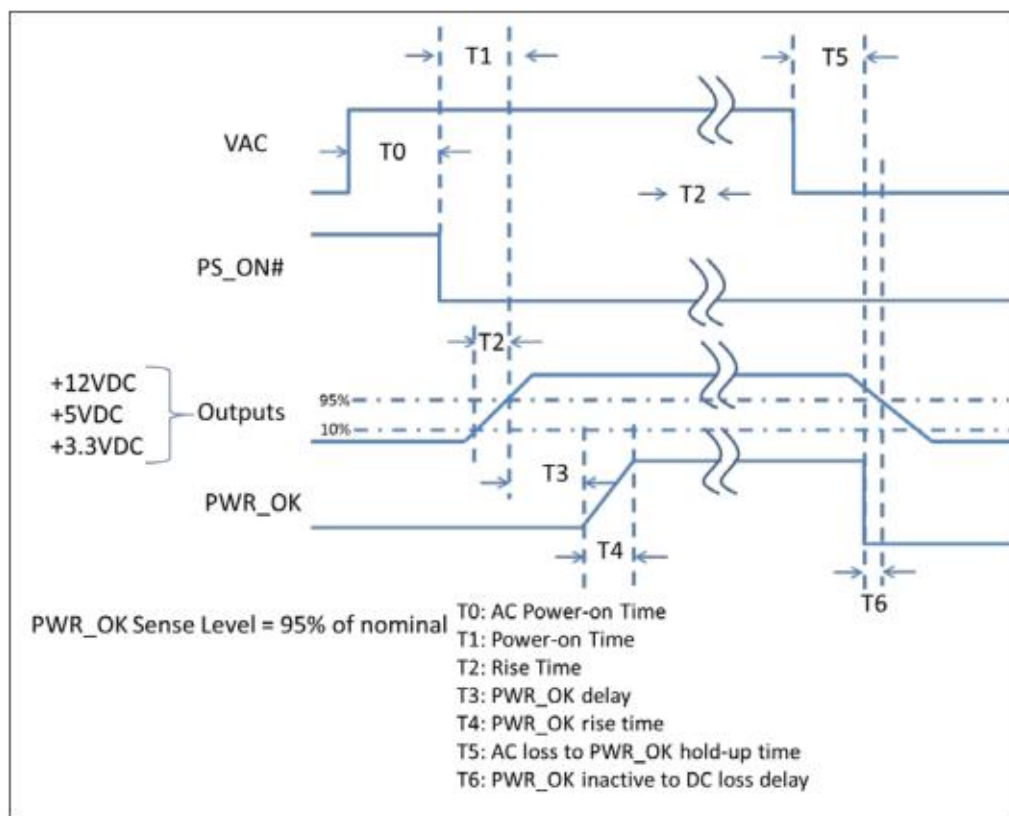 T1
T5
VAC
T0
T2
PS_ON#
T2
+12VDC
+5VDC
+3.3VDC
Outputs
95%
10%
T3
PWR_OK
T4
T6
PWR_OK Sense Level = 95% of nominal
T0: AC Power-on Time
T1: Power-on Time
T2: Rise Time
T3: PWR_OK delay
T4: PWR_OK rise time
T5: AC loss to PWR_OK hold-up time
T6: PWR_OK inactive to DC loss delay